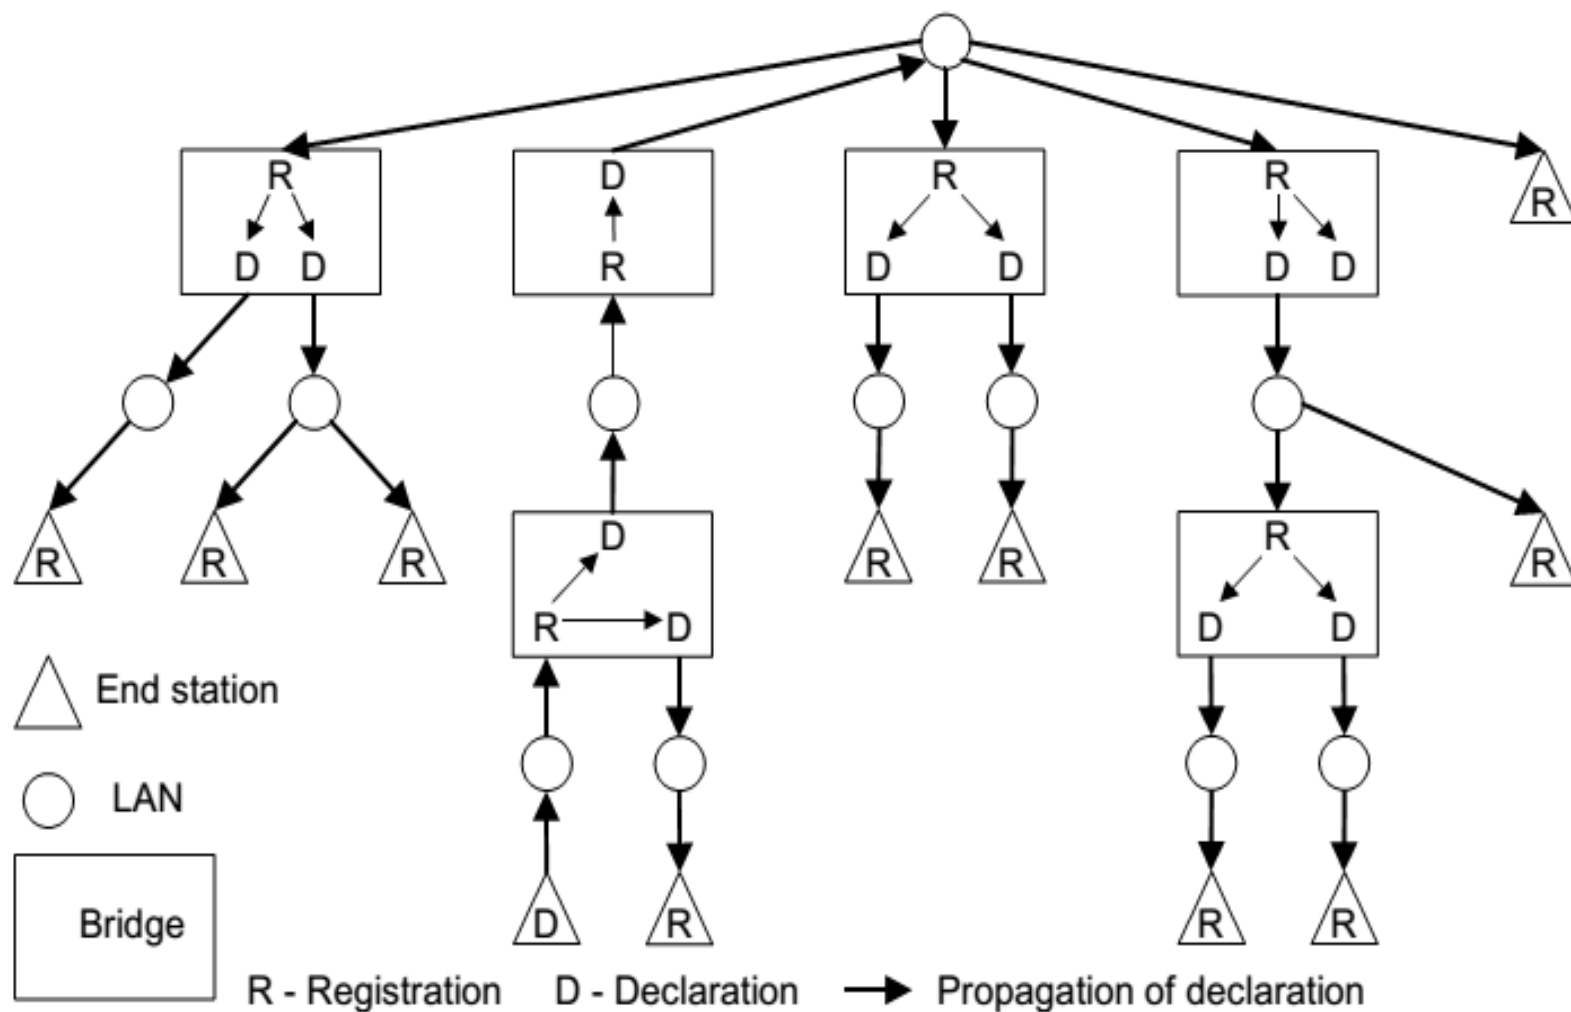 R D R R
R
D D R D D D D
R R R R R R
D R
R D D D
End station
LAN
D R R R
Bridge
R - Registration D - Declaration Propagation of declaration